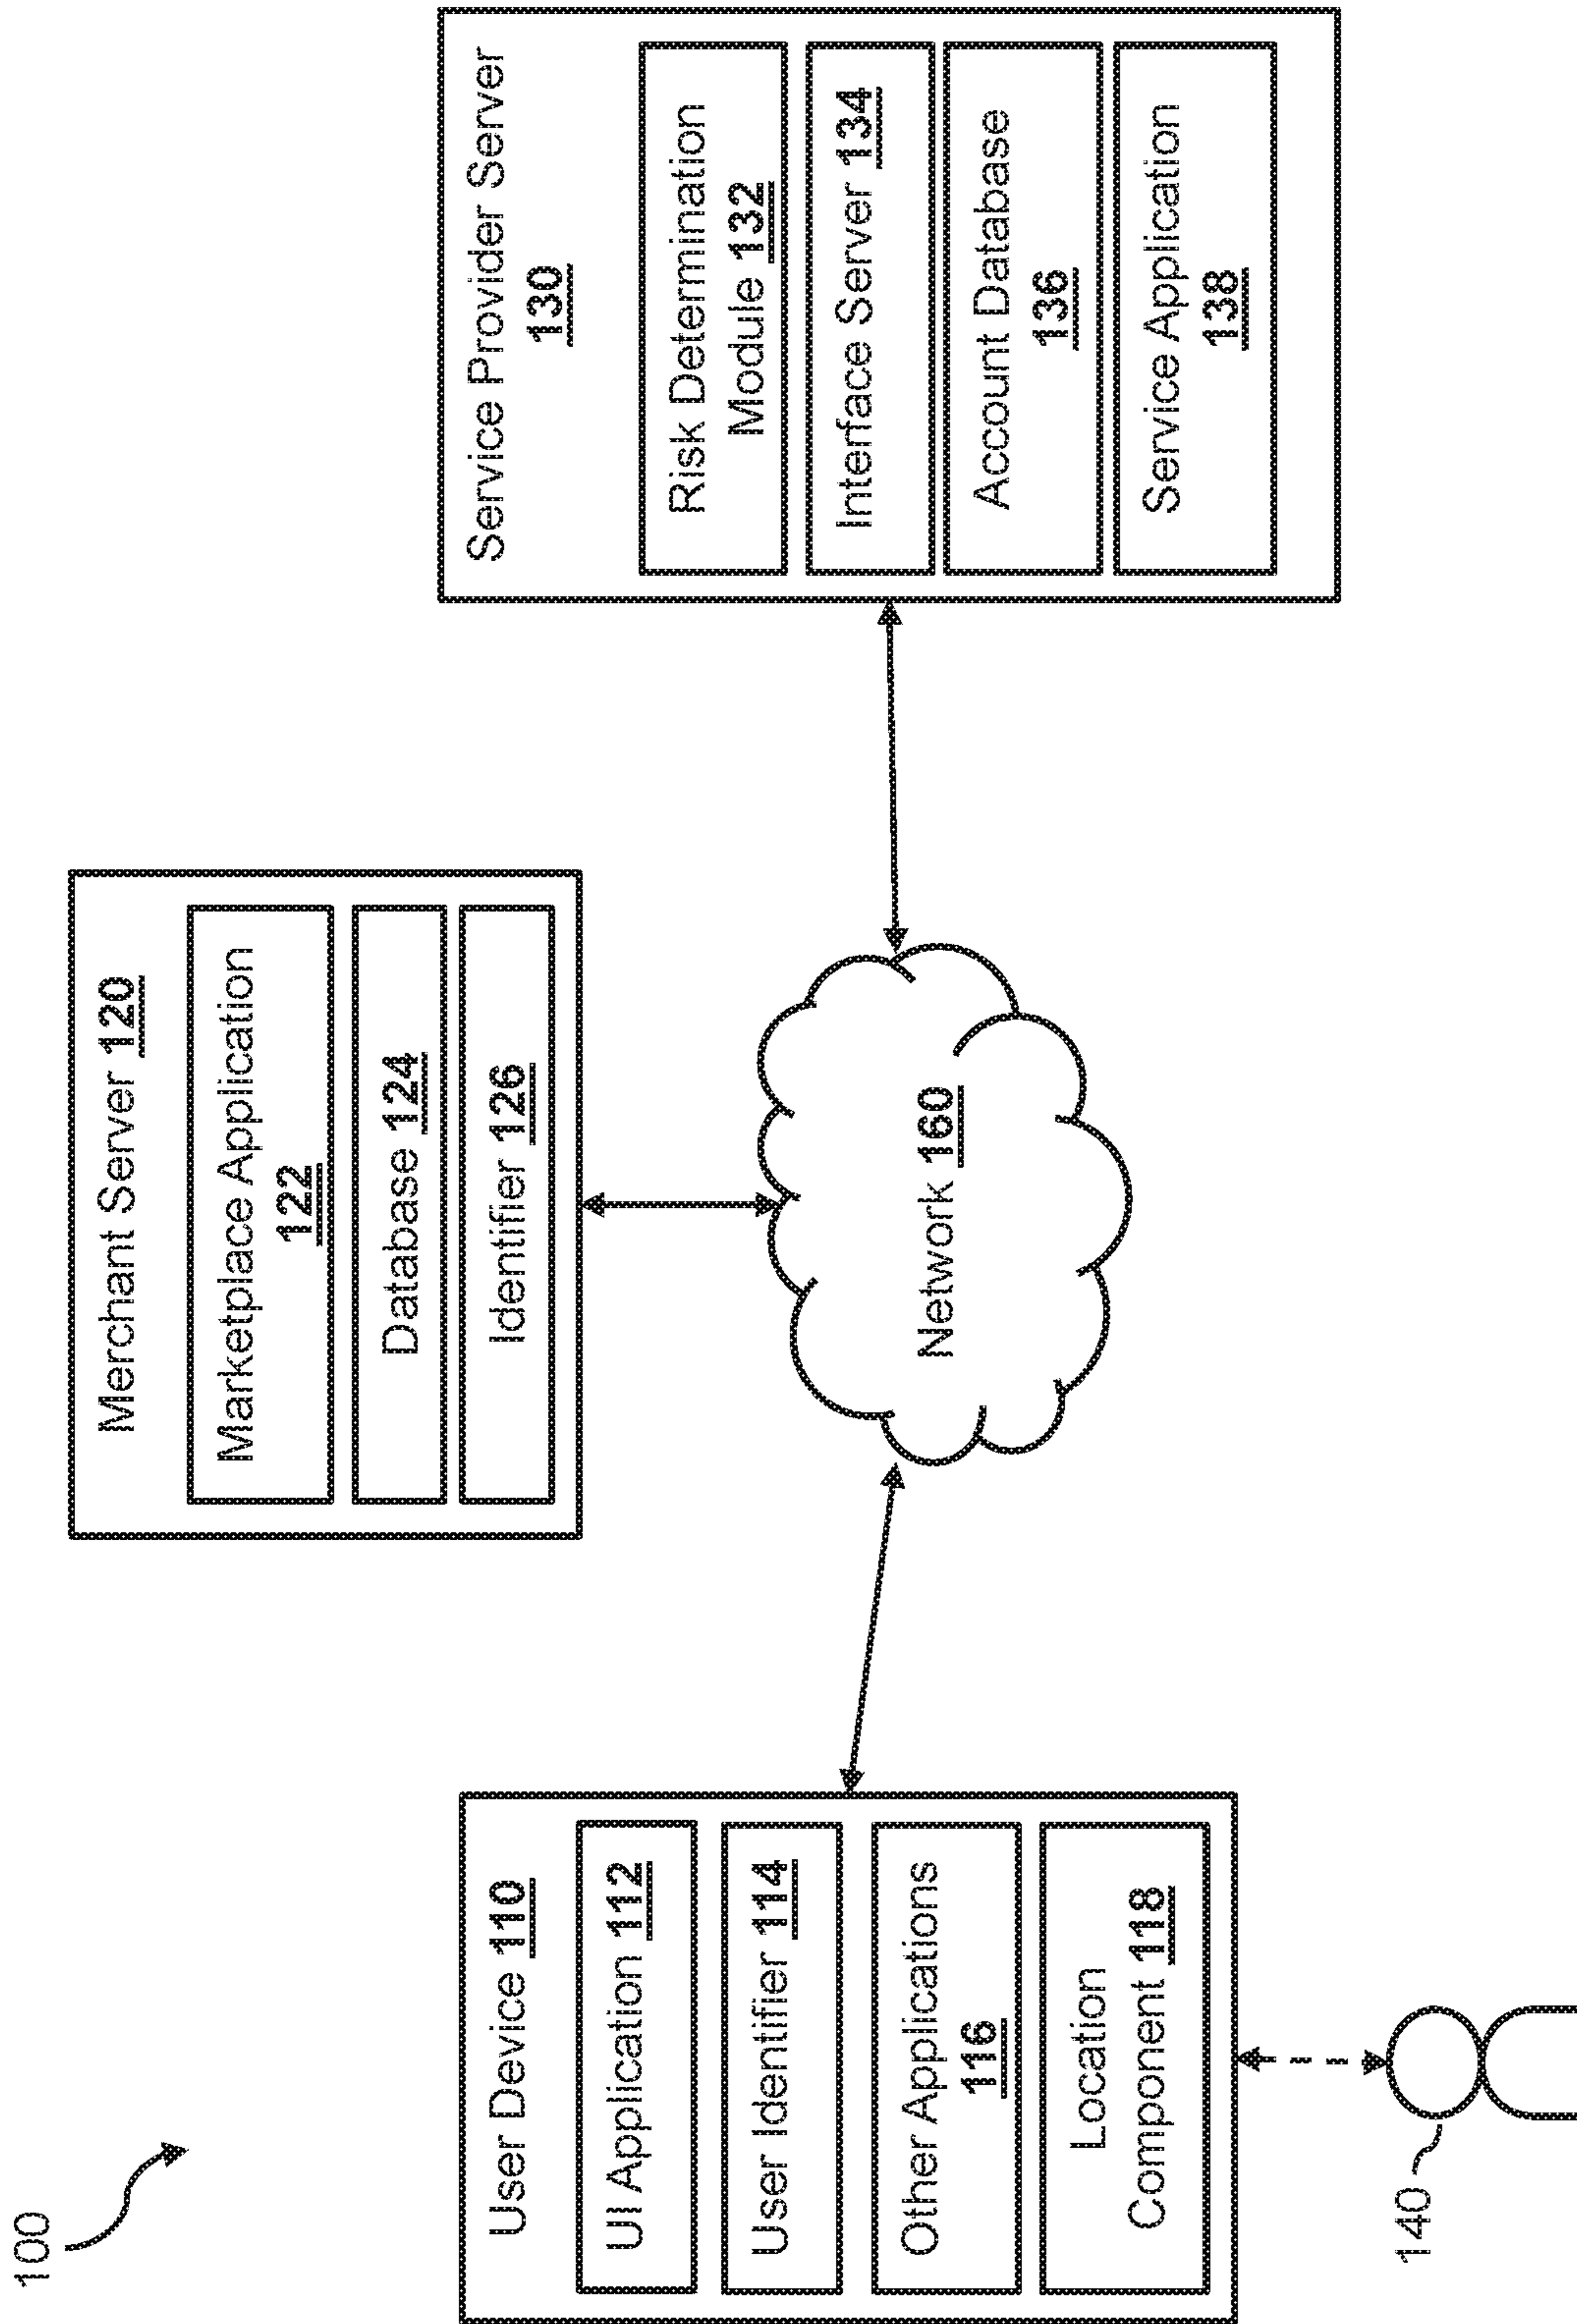 100
User Device 110
UI Application 112
User Identifier 114
Other Applications
116
Location
Component 118
140
Merchant Server 120
Marketplace Application
122
Database 124
Identifier 126
Network 160
Service Provider Server
130
Risk Determination
Module 132
Interface Server 134
Account Database
136
Service Application
138